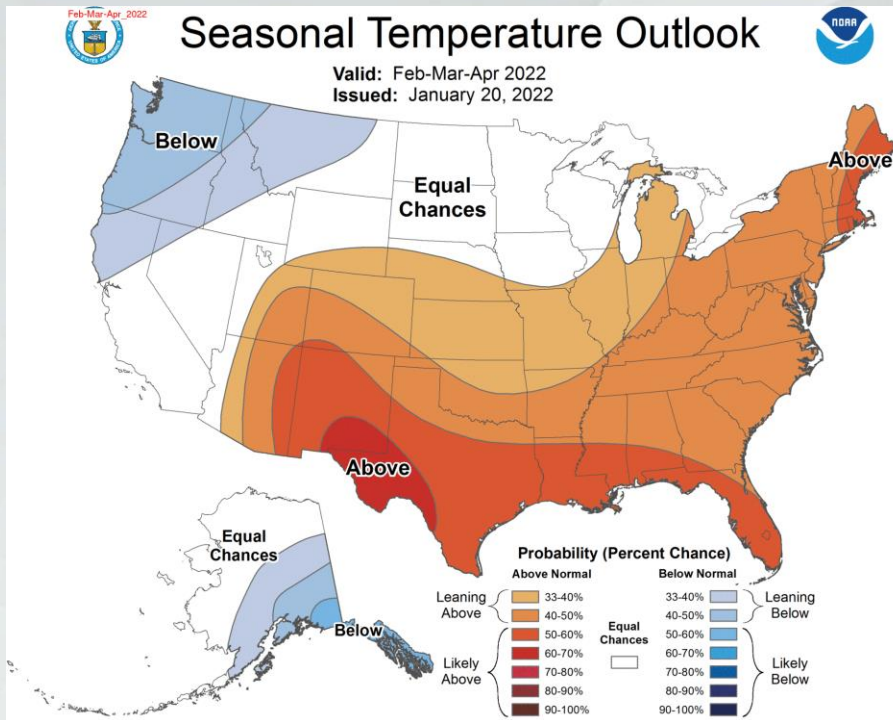 Feb-Mar-Apr_2022
Seasonal Temperature Outlook
NOAA
Valid: Feb-Mar-Apr 2022
Issued: January 20, 2022
Below
Equal
Chances
Above
Above
Equal
Chances
Below
Probability (Percent Chance)
Above Normal
Below Normal
Leaning
Above
33-40%
40-50%
50-60%
60-70%
70-80%
80-90%
90-100%
Likely
Above
Equal
Chances
33-40%
40-50%
50-60%
60-70%
70-80%
80-90%
90-100%
Leaning
Below
Likely
Below